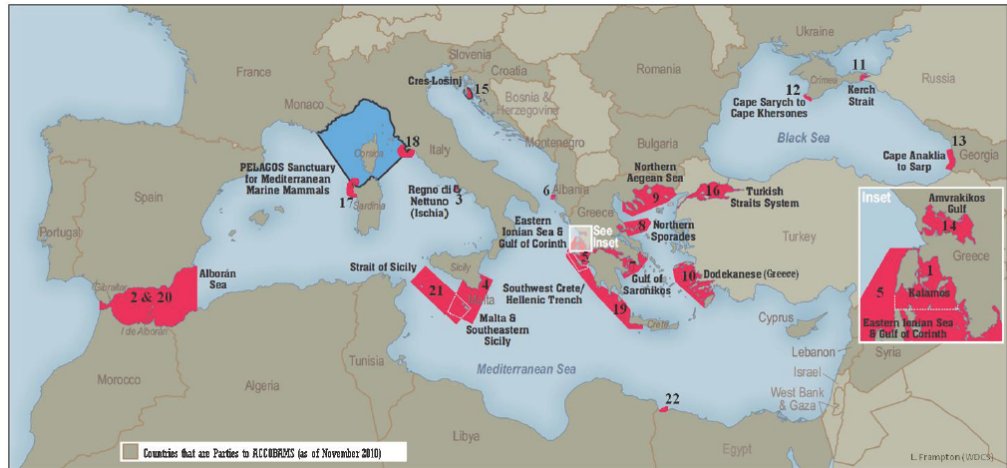 Ukraine
France
Slovenia
Croatia
Romania
Crimea
Russia
11
Kerch
Strait
12
Cape Sarych to
Cape Khersones
Black Sea
13
Cape Anaklia
to Sarp
Georgia
Cres-Lošinj
15
Bosnia &
Herzegovine
Monaco
Montenegro
Bulgaria
18
Corsica
Italy
PELAGOS Sanctuary
for Mediterranean
Marine Mammals
17
Sardinia
Regno di
Nettuno
(Ischia)
3
6
Albania
Northern
Aegean Sea
9
16
Turkish
Straits System
Spain
Portugal
Greece
Eastern
Ionian Sea &
Gulf of Corinth
See
Inset
8
Northern
Sporades
Turkey
5
7
Gulf of
Saronikos
10
Dodekanese (Greece)
Inset
Amvrakikos
Gulf
14
Greece
1
Kalamos
5
Eastern Ionian Sea
& Gulf of Corinth
Gibraltar
Alborán
Sea
2 & 20
I de Alborán
Strait of Sicily
Sicily
21
4
Malta
Malta &
Southeastern
Sicily
Southwest Crete/
Hellenic Trench
19
Crete
Cyprus
Lebanon
Syria
Israel
West Bank
& Gaza
Morocco
Algeria
Tunisia
Mediterranean Sea
22
Libya
Egypt
Countries that are Parties to ACCOBAMS (as of November 2010)
L. Frampton (WDCS)